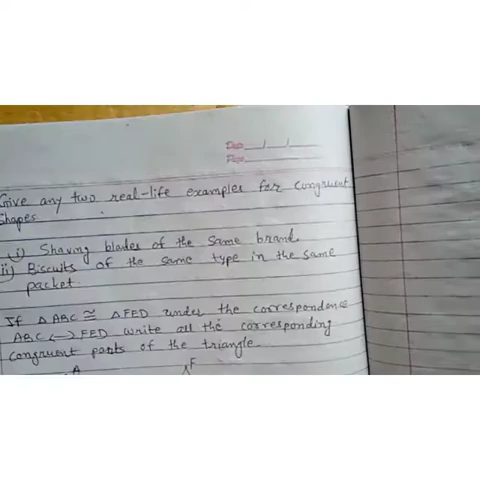 Date / /
Page
Give any two real-life examples for congruent
shapes
(i) Shaving blades of the same brand.
ii) Biscuits of the same type in the same
packet.
If △ABC ≅ △FED under the correspondence
ABC ↔ FED write all the corresponding
congruent parts of the triangle.
A F